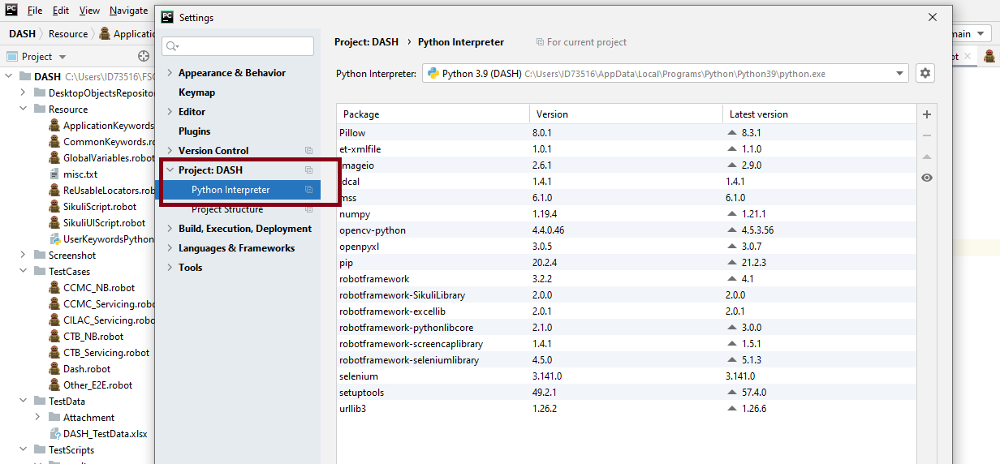 PC File Edit View Navigate
PC Settings
DASH Resource Applicatio
Project
DASH C:\Users\ID73516\FSC
DesktopObjectsReposito
Resource
ApplicationKeywords
CommonKeywords.ro
GlobalVariables.robot
misc.txt
ReUsableLocators.rob
SikuliScript.robot
SikuliUIScript.robot
UserKeywordsPython
Screenshot
TestCases
CCMC_NB.robot
CCMC_Servicing.robot
CILAC_Servicing.robo
CTB_NB.robot
CTB_Servicing.robot
Dash.robot
Other_E2E.robot
TestData
Attachment
DASH_TestData.xlsx
TestScripts
Appearance & Behavior
Keymap
Editor
Plugins
Version Control
Project: DASH
Python Interpreter
Project Structure
Build, Execution, Deployment
Languages & Frameworks
Tools
Project: DASH › Python Interpreter For current project
Python Interpreter: Python 3.9 (DASH) C:\Users\ID73516\AppData\Local\Programs\Python\Python39\python.exe
Package Version Latest version
Pillow 8.0.1 8.3.1
et-xmlfile 1.0.1 1.1.0
mageio 2.6.1 2.9.0
dcal 1.4.1 1.4.1
mss 6.1.0 6.1.0
numpy 1.19.4 1.21.1
opencv-python 4.4.0.46 4.5.3.56
openpyxl 3.0.5 3.0.7
pip 20.2.4 21.2.3
robotframework 3.2.2 4.1
robotframework-SikuliLibrary 2.0.0 2.0.0
robotframework-excellib 2.0.1 2.0.1
robotframework-pythonlibcore 2.1.0 3.0.0
robotframework-screencaplibrary 1.4.1 1.5.1
robotframework-seleniumlibrary 4.5.0 5.1.3
selenium 3.141.0 3.141.0
setuptools 49.2.1 57.4.0
urllib3 1.26.2 1.26.6
main
ot